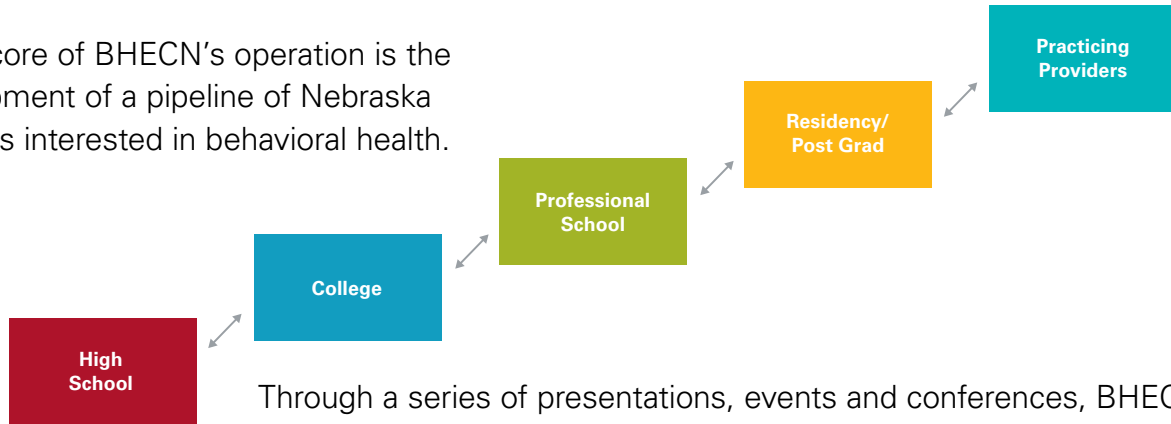 core of BHECN’s operation is the
pment of a pipeline of Nebraska
s interested in behavioral health.
Practicing
Providers
Residency/
Post Grad
Professional
School
College
High
School
Through a series of presentations, events and conferences, BHEC